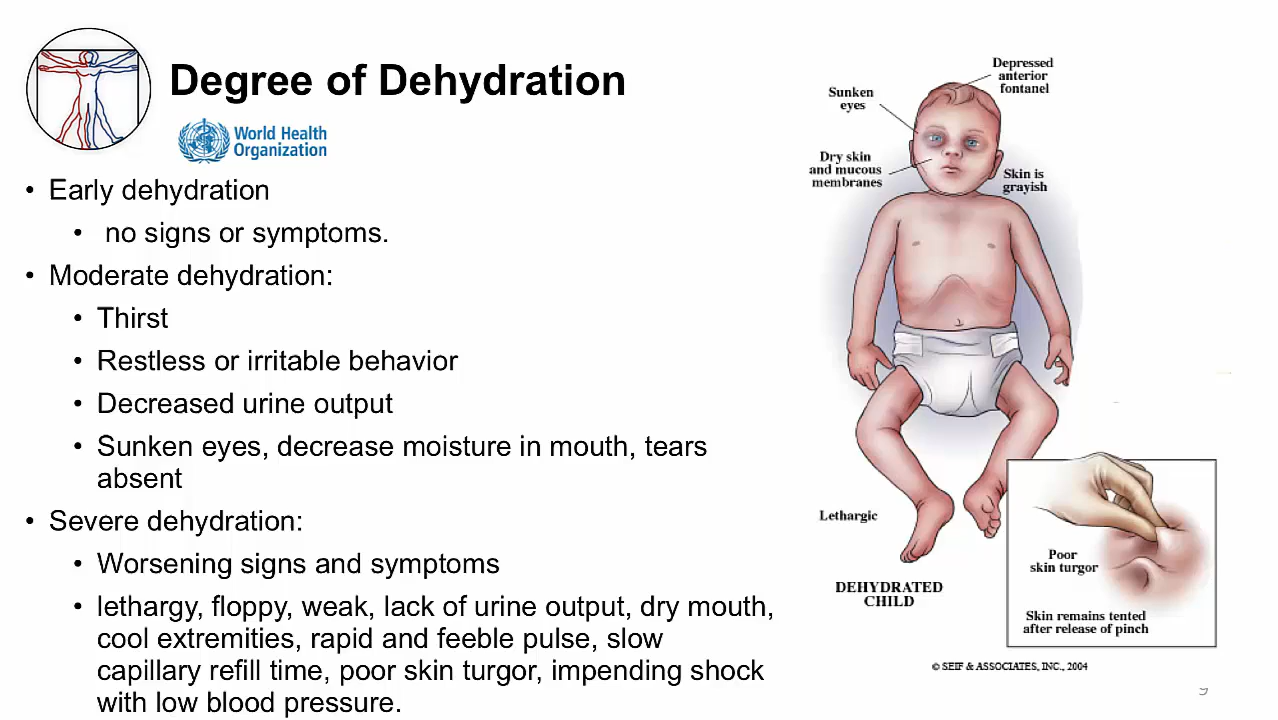 Degree of Dehydration
World Health
Organization
• Early dehydration
• no signs or symptoms.
• Moderate dehydration:
• Thirst
• Restless or irritable behavior
• Decreased urine output
• Sunken eyes, decrease moisture in mouth, tears
absent
• Severe dehydration:
• Worsening signs and symptoms
• lethargy, floppy, weak, lack of urine output, dry mouth,
cool extremities, rapid and feeble pulse, slow
capillary refill time, poor skin turgor, impending shock
with low blood pressure.
Depressed
anterior
fontanel
Sunken
eyes
Dry skin
and mucous
membranes
Skin is
grayish
Lethargic
DEHYDRATED
CHILD
Poor
skin turgor
Skin remains tented
after release of pinch
© SEIF & ASSOCIATES, INC., 2004
9